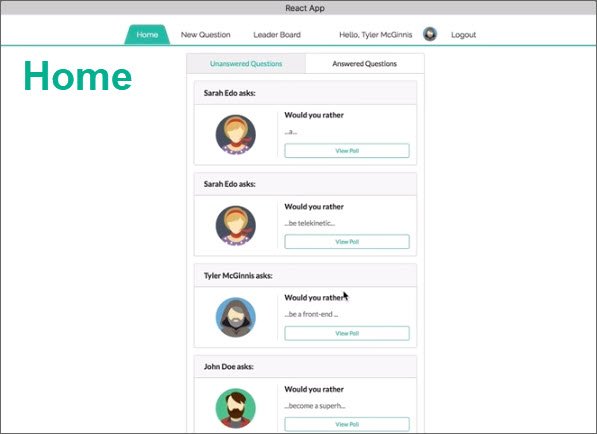 React App
Home New Question Leader Board Hello, Tyler McGinnis Logout
Home
Unanswered Questions Answered Questions
Sarah Edo asks:
Would you rather
...a...
View Poll
Sarah Edo asks:
Would you rather
...be telekinetic...
View Poll
Tyler McGinnis asks:
Would you rather
...be a front-end ...
View Poll
John Doe asks:
Would you rather
...become a superh...
View Poll